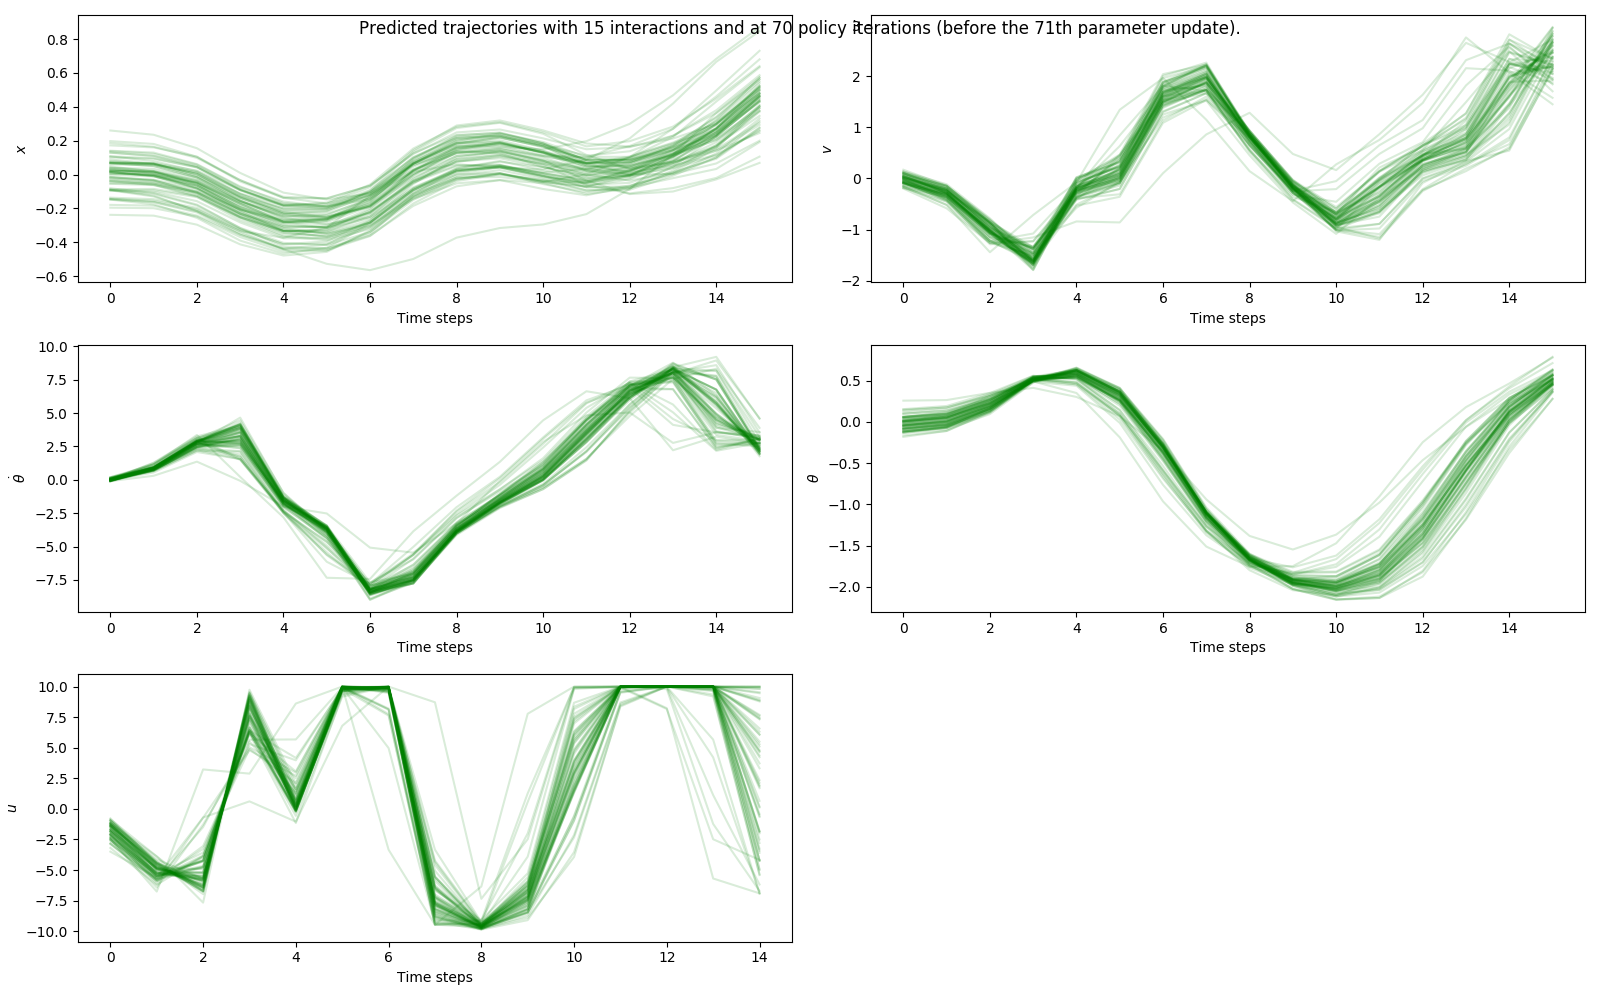 Predicted trajectories with 15 interactions and at 70 policy iterations (before the 71th parameter update).
0.8
0.6
0.4
0.2
0.0
−0.2
−0.4
−0.6
x
0 2 4 6 8 10 12 14
Time steps
3
2
1
0
−1
−2
v
0 2 4 6 8 10 12 14
Time steps
10.0
7.5
5.0
2.5
0.0
−2.5
−5.0
−7.5
θ̇
0 2 4 6 8 10 12 14
Time steps
0.5
0.0
−0.5
−1.0
−1.5
−2.0
θ
0 2 4 6 8 10 12 14
Time steps
10.0
7.5
5.0
2.5
0.0
−2.5
−5.0
−7.5
−10.0
u
0 2 4 6 8 10 12 14
Time steps